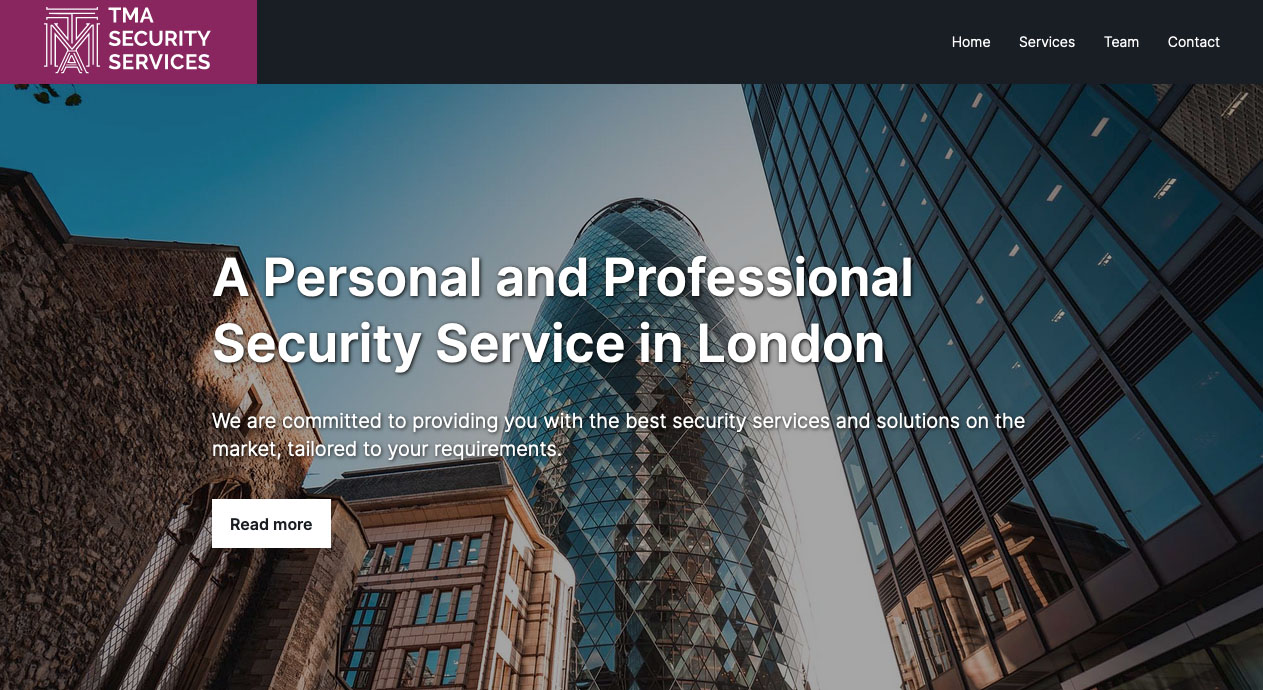 TMA
SECURITY
SERVICES
Home
Services
Team
Contact
A Personal and Professional
Security Service in London
We are committed to providing you with the best security services and solutions on the
market, tailored to your requirements.
Read more